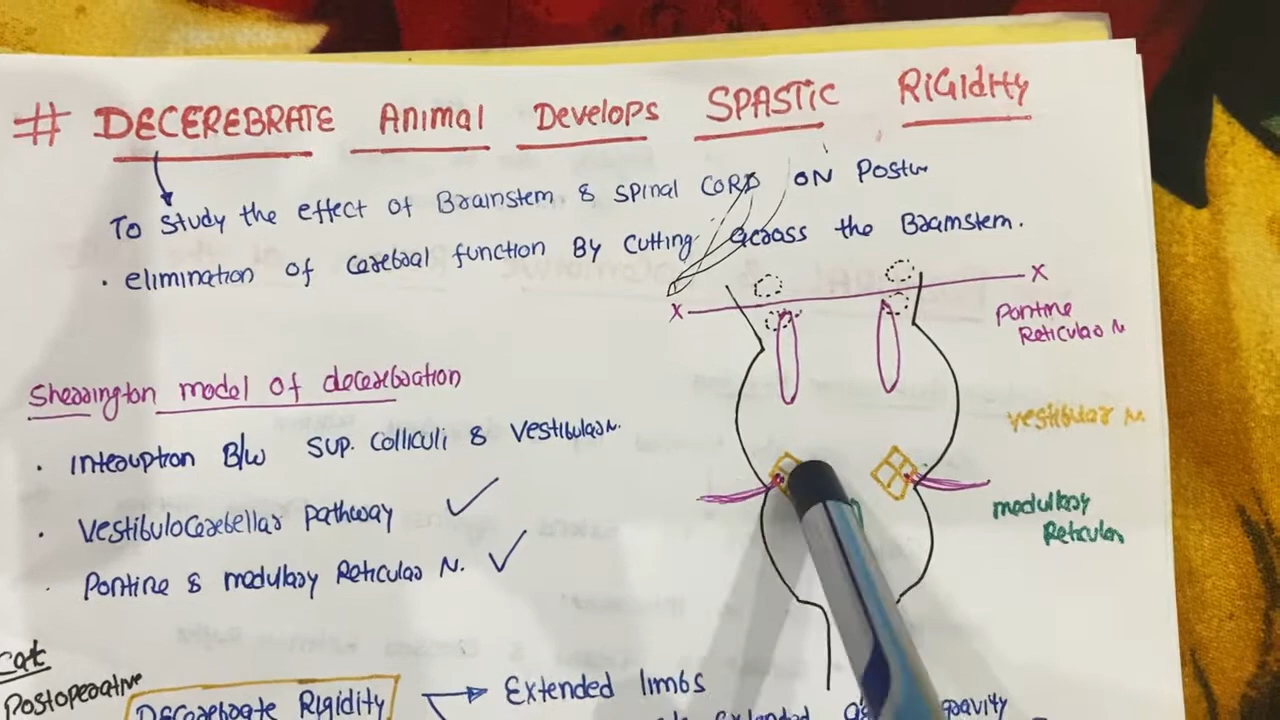 # DECEREBRATE Animal Develops SPASTIC RiGidity
To study the effect of Brainstem & spinal CORD ON Postu
· elimination of cerebral function By cutting across the Brainstem.
x x
Pontine
Reticular N
Sherrington model of decerebration
vestibular N.
· Interuption B/w sup. colliculi & vestibular N.
medullary
Reticular
· Vestibulocerebellar pathway ✓
· Pontine & medullary Reticular N. ✓
cat
Postoperative
Decerebrate Rigidity → Extended limbs
extended gravity